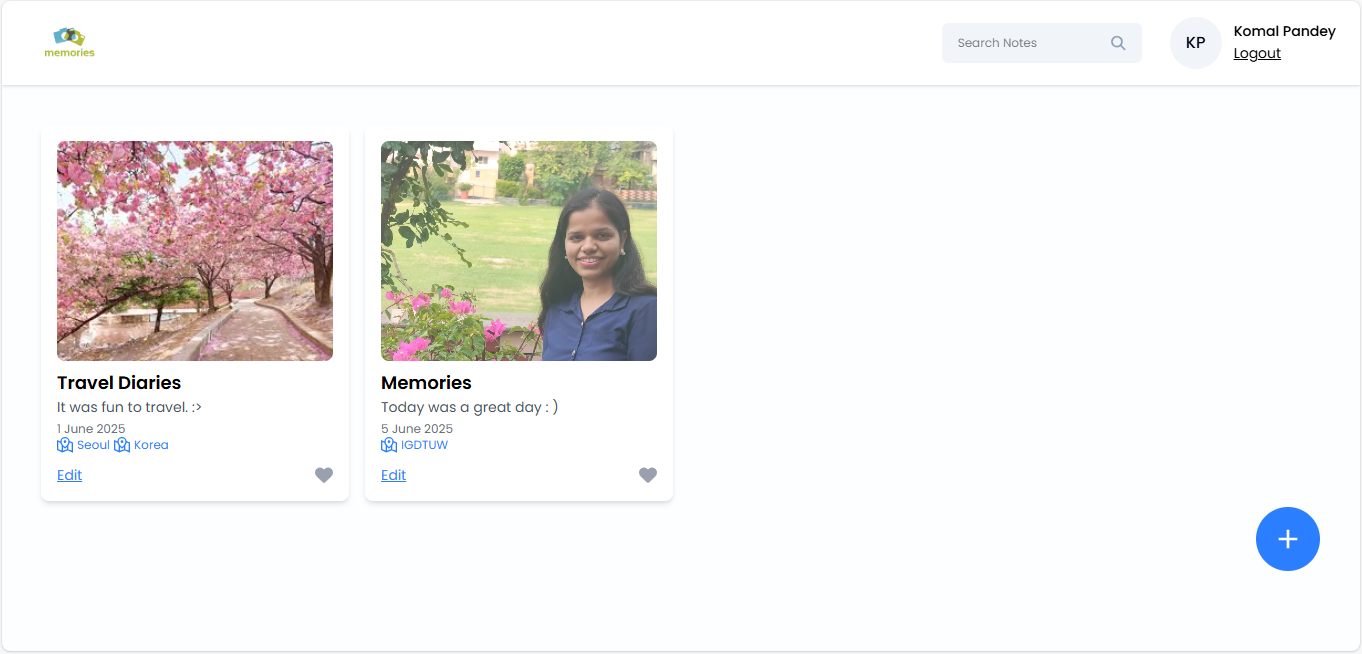 memories
Search Notes
KP
Komal Pandey
Logout
Travel Diaries
It was fun to travel. :>
1 June 2025
Seoul Korea
Edit
Memories
Today was a great day : )
5 June 2025
IGDTUW
Edit